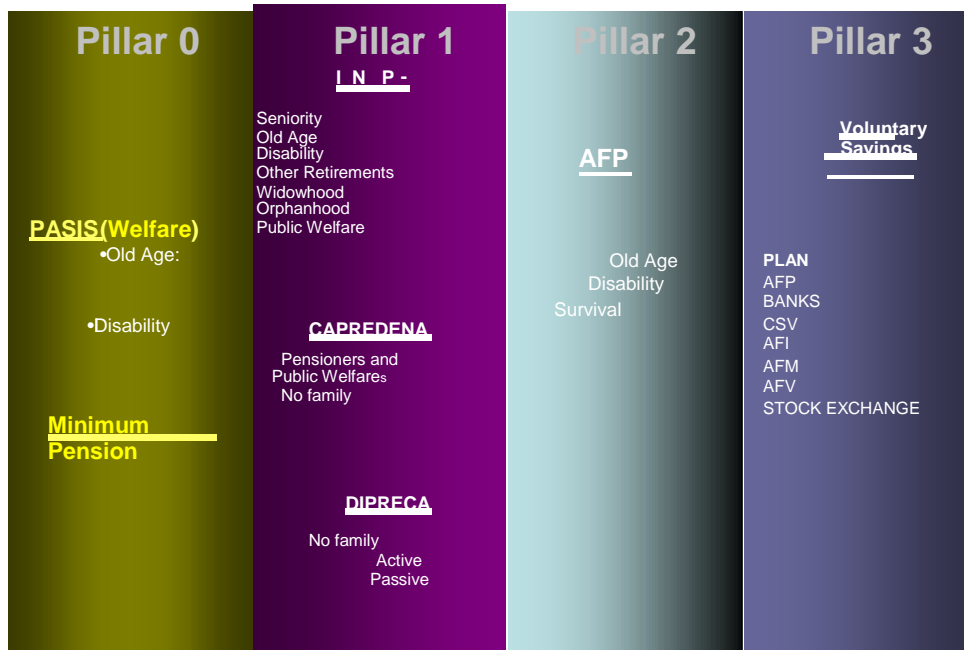 Pillar 0
PASIS(Welfare)
•Old Age:
•Disability
Minimum
Pension
Pillar 1
I N P-
Seniority
Old Age
Disability
Other Retirements
Widowhood
Orphanhood
Public Welfare
CAPREDENA
Pensioners and
Public Welfares
No family
DIPRECA
No family
Active
Passive
Pillar 2
AFP
Old Age
Disability
Survival
Pillar 3
Voluntary
Savings
PLAN
AFP
BANKS
CSV
AFI
AFM
AFV
STOCK EXCHANGE